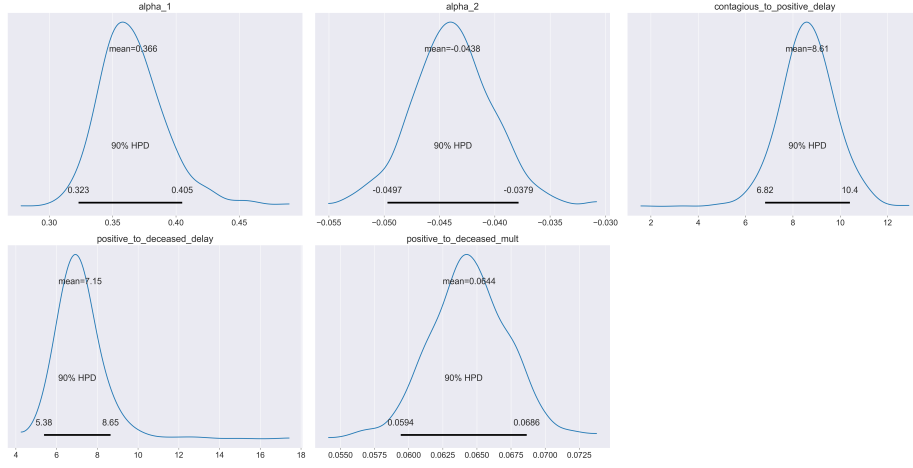 alpha_1
mean=0.366
90% HPD
0.323 0.405
0.30 0.35 0.40 0.45
alpha_2
mean=-0.0438
90% HPD
-0.0497 -0.0379
−0.055 −0.050 −0.045 −0.040 −0.035 −0.030
contagious_to_positive_delay
mean=8.61
90% HPD
6.82 10.4
2 4 6 8 10 12
positive_to_deceased_delay
mean=7.15
90% HPD
5.38 8.65
4 6 8 10 12 14 16 18
positive_to_deceased_mult
mean=0.0644
90% HPD
0.0594 0.0686
0.0550 0.0575 0.0600 0.0625 0.0650 0.0675 0.0700 0.0725